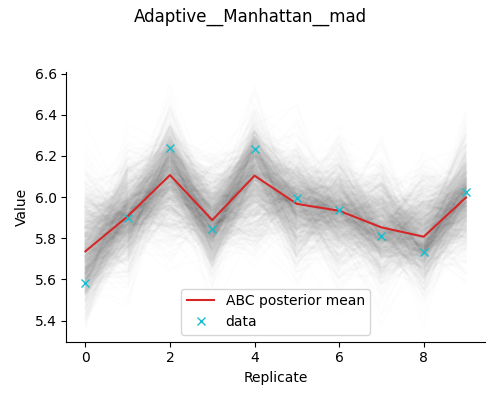 Adaptive__Manhattan__mad
6.6
6.4
6.2
6.0
5.8
5.6
5.4
Value
0
2
4
6
8
Replicate
ABC posterior mean
data